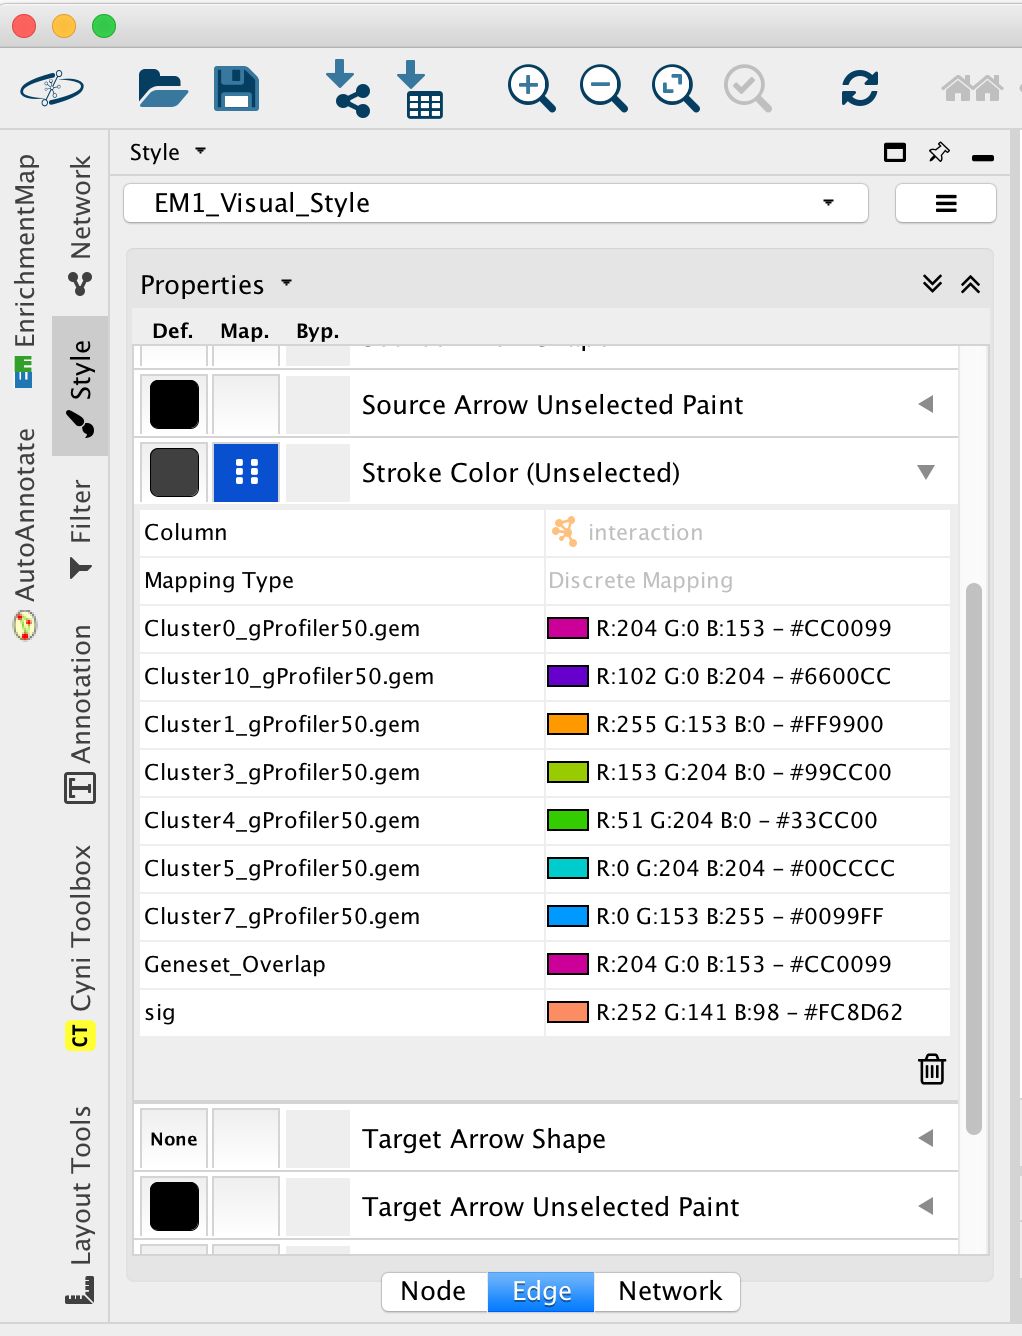 Style
EM1_Visual_Style
Properties
Def. Map. Byp.
Source Arrow Unselected Paint
Stroke Color (Unselected)
Column interaction
Mapping Type Discrete Mapping
Cluster0_gProfiler50.gem R:204 G:0 B:153 – #CC0099
Cluster10_gProfiler50.gem R:102 G:0 B:204 – #6600CC
Cluster1_gProfiler50.gem R:255 G:153 B:0 – #FF9900
Cluster3_gProfiler50.gem R:153 G:204 B:0 – #99CC00
Cluster4_gProfiler50.gem R:51 G:204 B:0 – #33CC00
Cluster5_gProfiler50.gem R:0 G:204 B:204 – #00CCCC
Cluster7_gProfiler50.gem R:0 G:153 B:255 – #0099FF
Geneset_Overlap R:204 G:0 B:153 – #CC0099
sig R:252 G:141 B:98 – #FC8D62
None Target Arrow Shape
Target Arrow Unselected Paint
Node Edge Network
EM EnrichmentMap
AutoAnnotate
Network
Style
Filter
T Annotation
CT Cyni Toolbox
Layout Tools